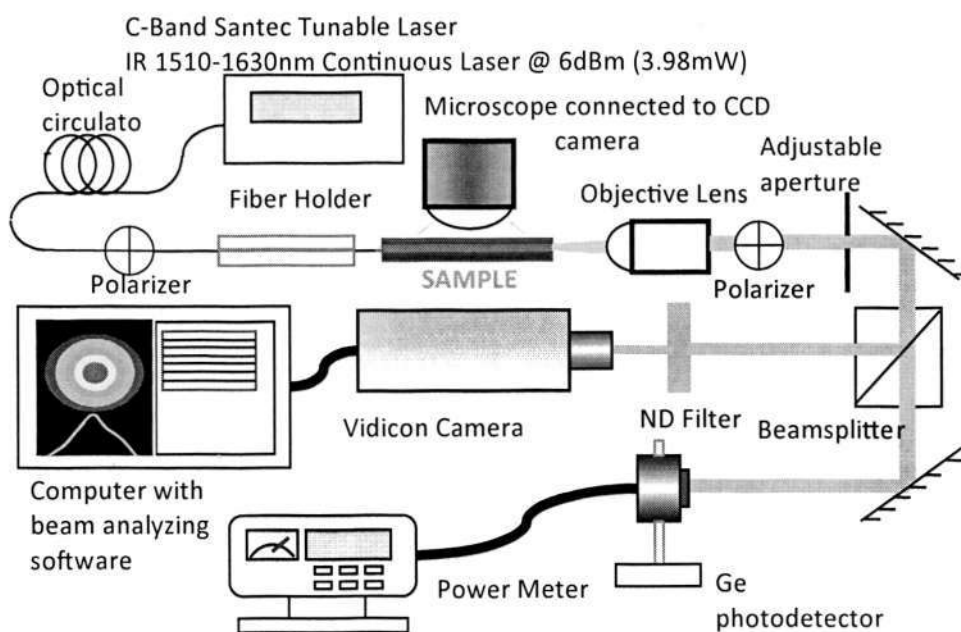 C-Band Santec Tunable Laser
IR 1510-1630nm Continuous Laser @ 6dBm (3.98mW)
Optical
circulato
Microscope connected to CCD
camera
Adjustable
aperture
Fiber Holder
Objective Lens
Polarizer
SAMPLE
Polarizer
Vidicon Camera
ND Filter
Beamsplitter
Computer with
beam analyzing
software
Power Meter
Ge
photodetector